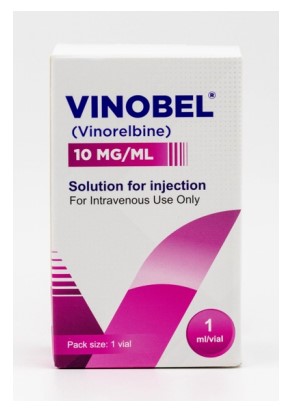 VINOBEL®
(Vinorelbine)
10 MG/ML
Solution for injection
For Intravenous Use Only
1
ml/vial
Pack size: 1 vial